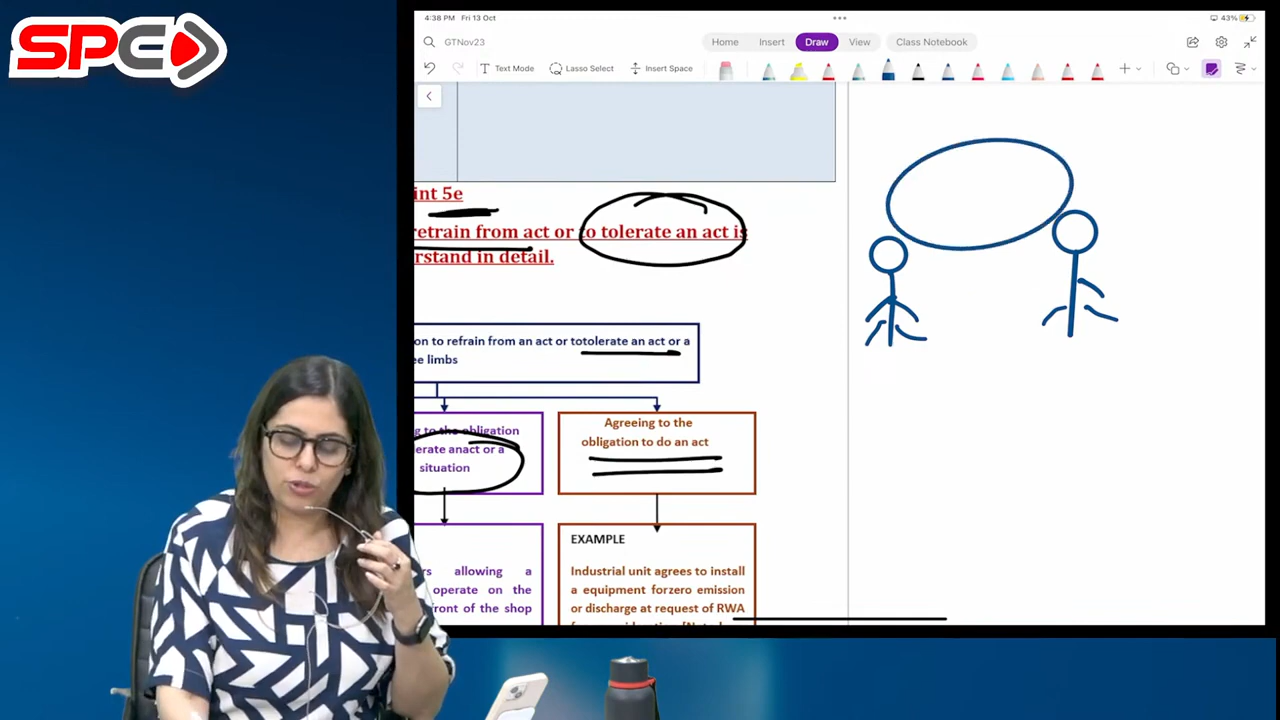 SPC
4:38 PM Fri 13 Oct
43%
GTNov23
Home Insert Draw View Class Notebook
Text Mode Lasso Select Insert Space
int 5e
retrain from act or to tolerate an act is
rstand in detail.
on to refrain from an act or totolerate an act or a
ee limbs
g to the obligation
lerate anact or a
situation
Agreeing to the
obligation to do an act
EXAMPLE
rs allowing a
operate on the
front of the shop
Industrial unit agrees to install
a equipment forzero emission
or discharge at request of RWA